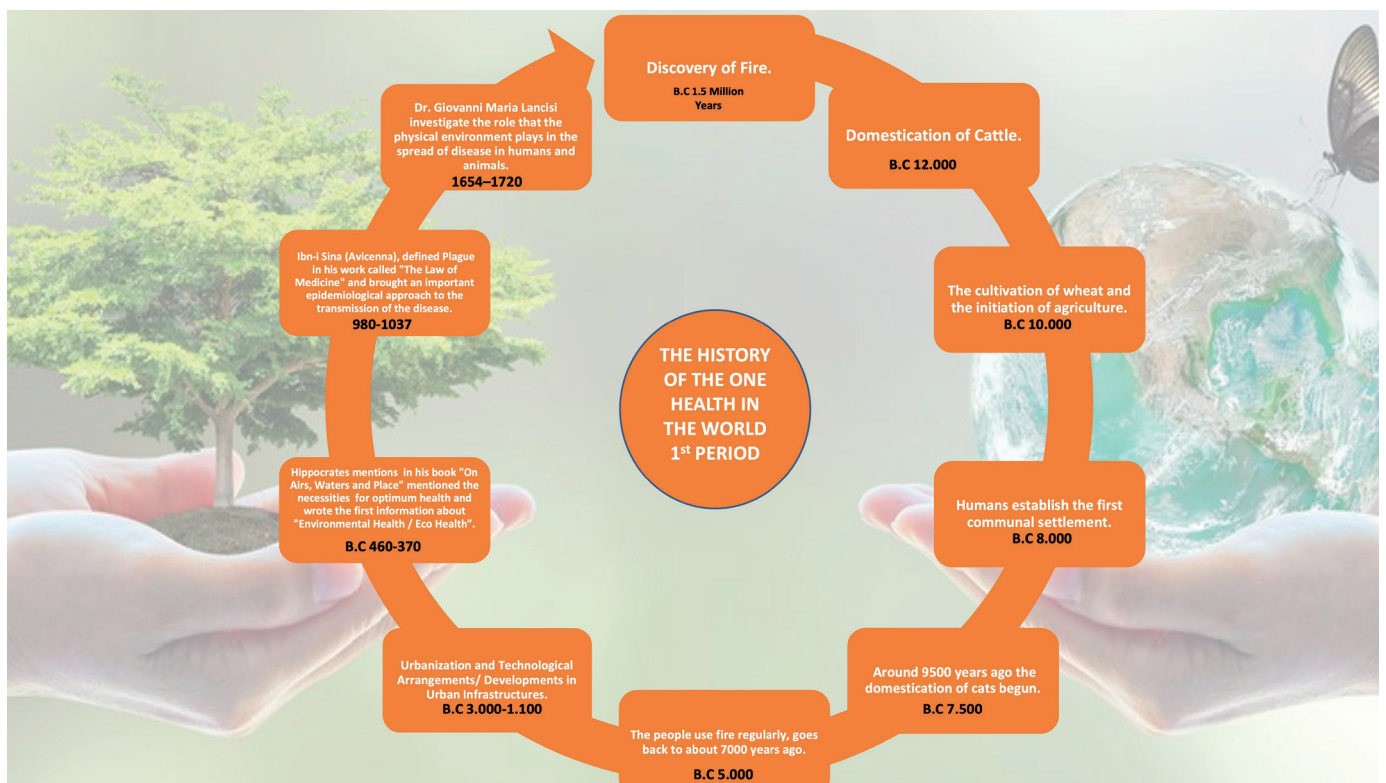 Discovery of Fire.
B.C 1.5 Million
Years
Domestication of Cattle.
B.C 12.000
The cultivation of wheat and
the initiation of agriculture.
B.C 10.000
Humans establish the first
communal settlement.
B.C 8.000
Around 9500 years ago the
domestication of cats begun.
B.C 7.500
The people use fire regularly, goes
back to about 7000 years ago.
B.C 5.000
Urbanization and Technological
Arrangements/ Developments in
Urban Infrastructures.
B.C 3.000-1.100
Hippocrates mentions in his book "On
Airs, Waters and Place" mentioned the
necessities for optimum health and
wrote the first information about
"Environmental Health / Eco Health”.
B.C 460-370
Ibn-i Sina (Avicenna), defined Plague
in his work called "The Law of
Medicine" and brought an important
epidemiological approach to the
transmission of the disease.
980-1037
Dr. Giovanni Maria Lancisi
investigate the role that the
physical environment plays in the
spread of disease in humans and
animals.
1654–1720
THE HISTORY
OF THE ONE
HEALTH IN
THE WORLD
1st PERIOD